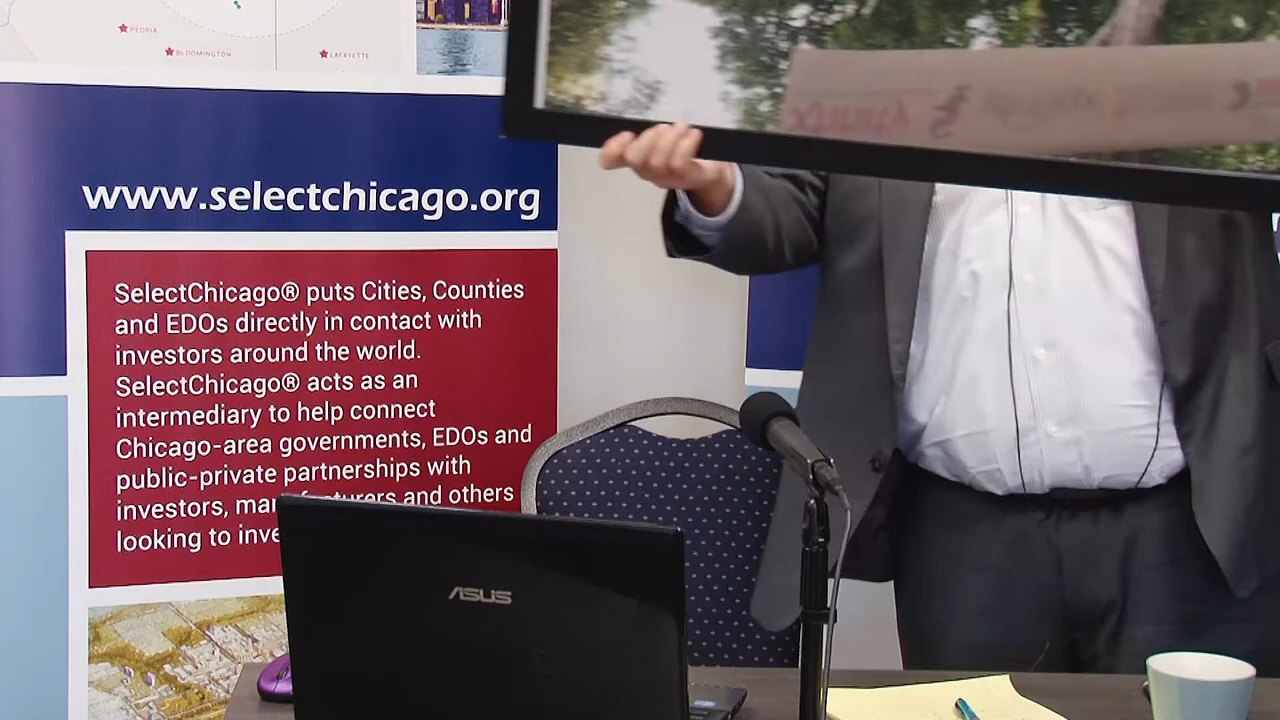 PEORIA
BLOOMINGTON
LAFAYETTE
www.selectchicago.org
SelectChicago® puts Cities, Counties
and EDOs directly in contact with
investors around the world.
SelectChicago® acts as an
intermediary to help connect
Chicago-area governments, EDOs and
public-private partnerships with
investors, manufacturers and others
looking to inve
ASUS
xfinity